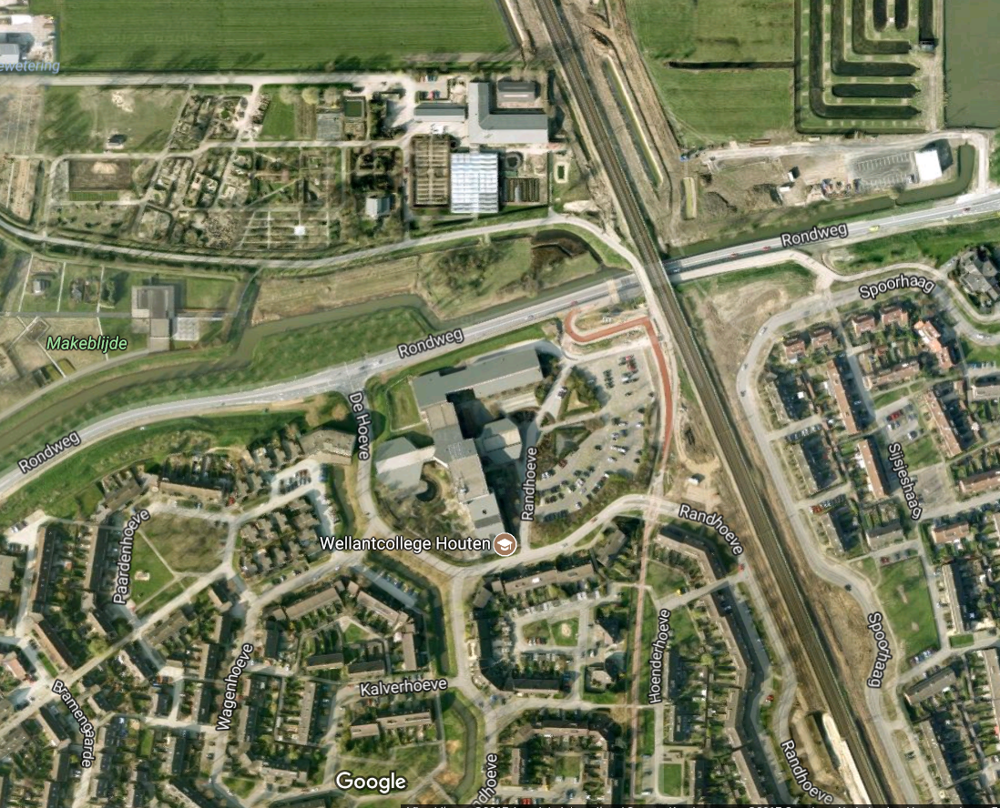 Rondweg
Spoorhaag
Makeblijde
Rondweg
De Hoeve
Rondweg
Sijsjeshaag
Randhoeve
Randhoeve
Wellantcollege Houten
Paardenhoeve
Hoenderhoeve
Spoorhaag
Wagenhoeve
Kalverhoeve
Bramengaarde
Randhoeve
Google